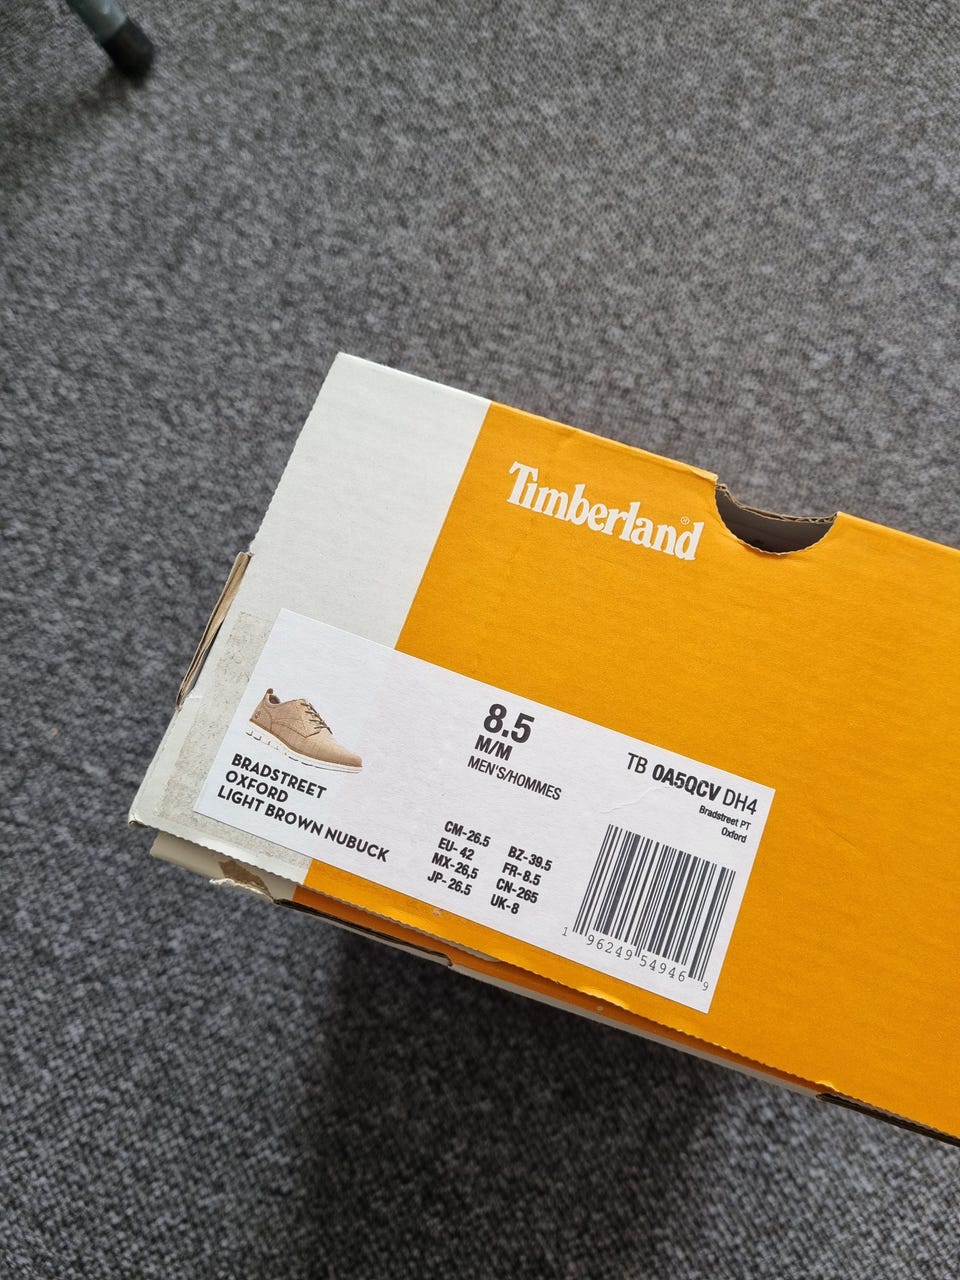 Timberland®
8.5
M/M
MEN'S/HOMMES
TB 0A5QCV DH4
Bradstreet PT
Oxford
BRADSTREET
OXFORD
LIGHT BROWN NUBUCK
CM-26.5
EU- 42
MX-26,5
JP-26.5
BZ-39.5
FR-8.5
CN-265
UK-8
1 96249 54946 9